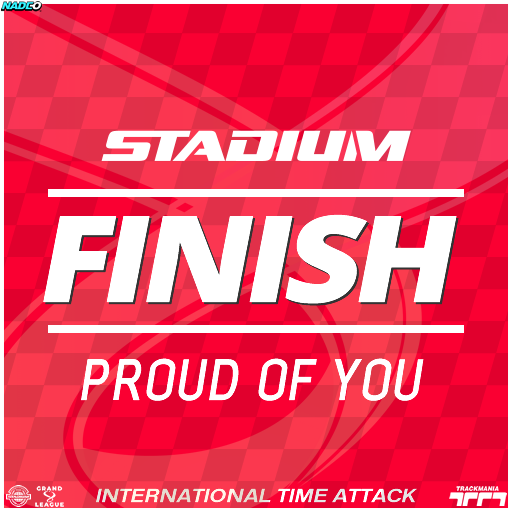 NADEO
STADIUM
FINISH
PROUD OF YOU
GRAND
LEAGUE
INTERNATIONAL TIME ATTACK
TRACKMANIA